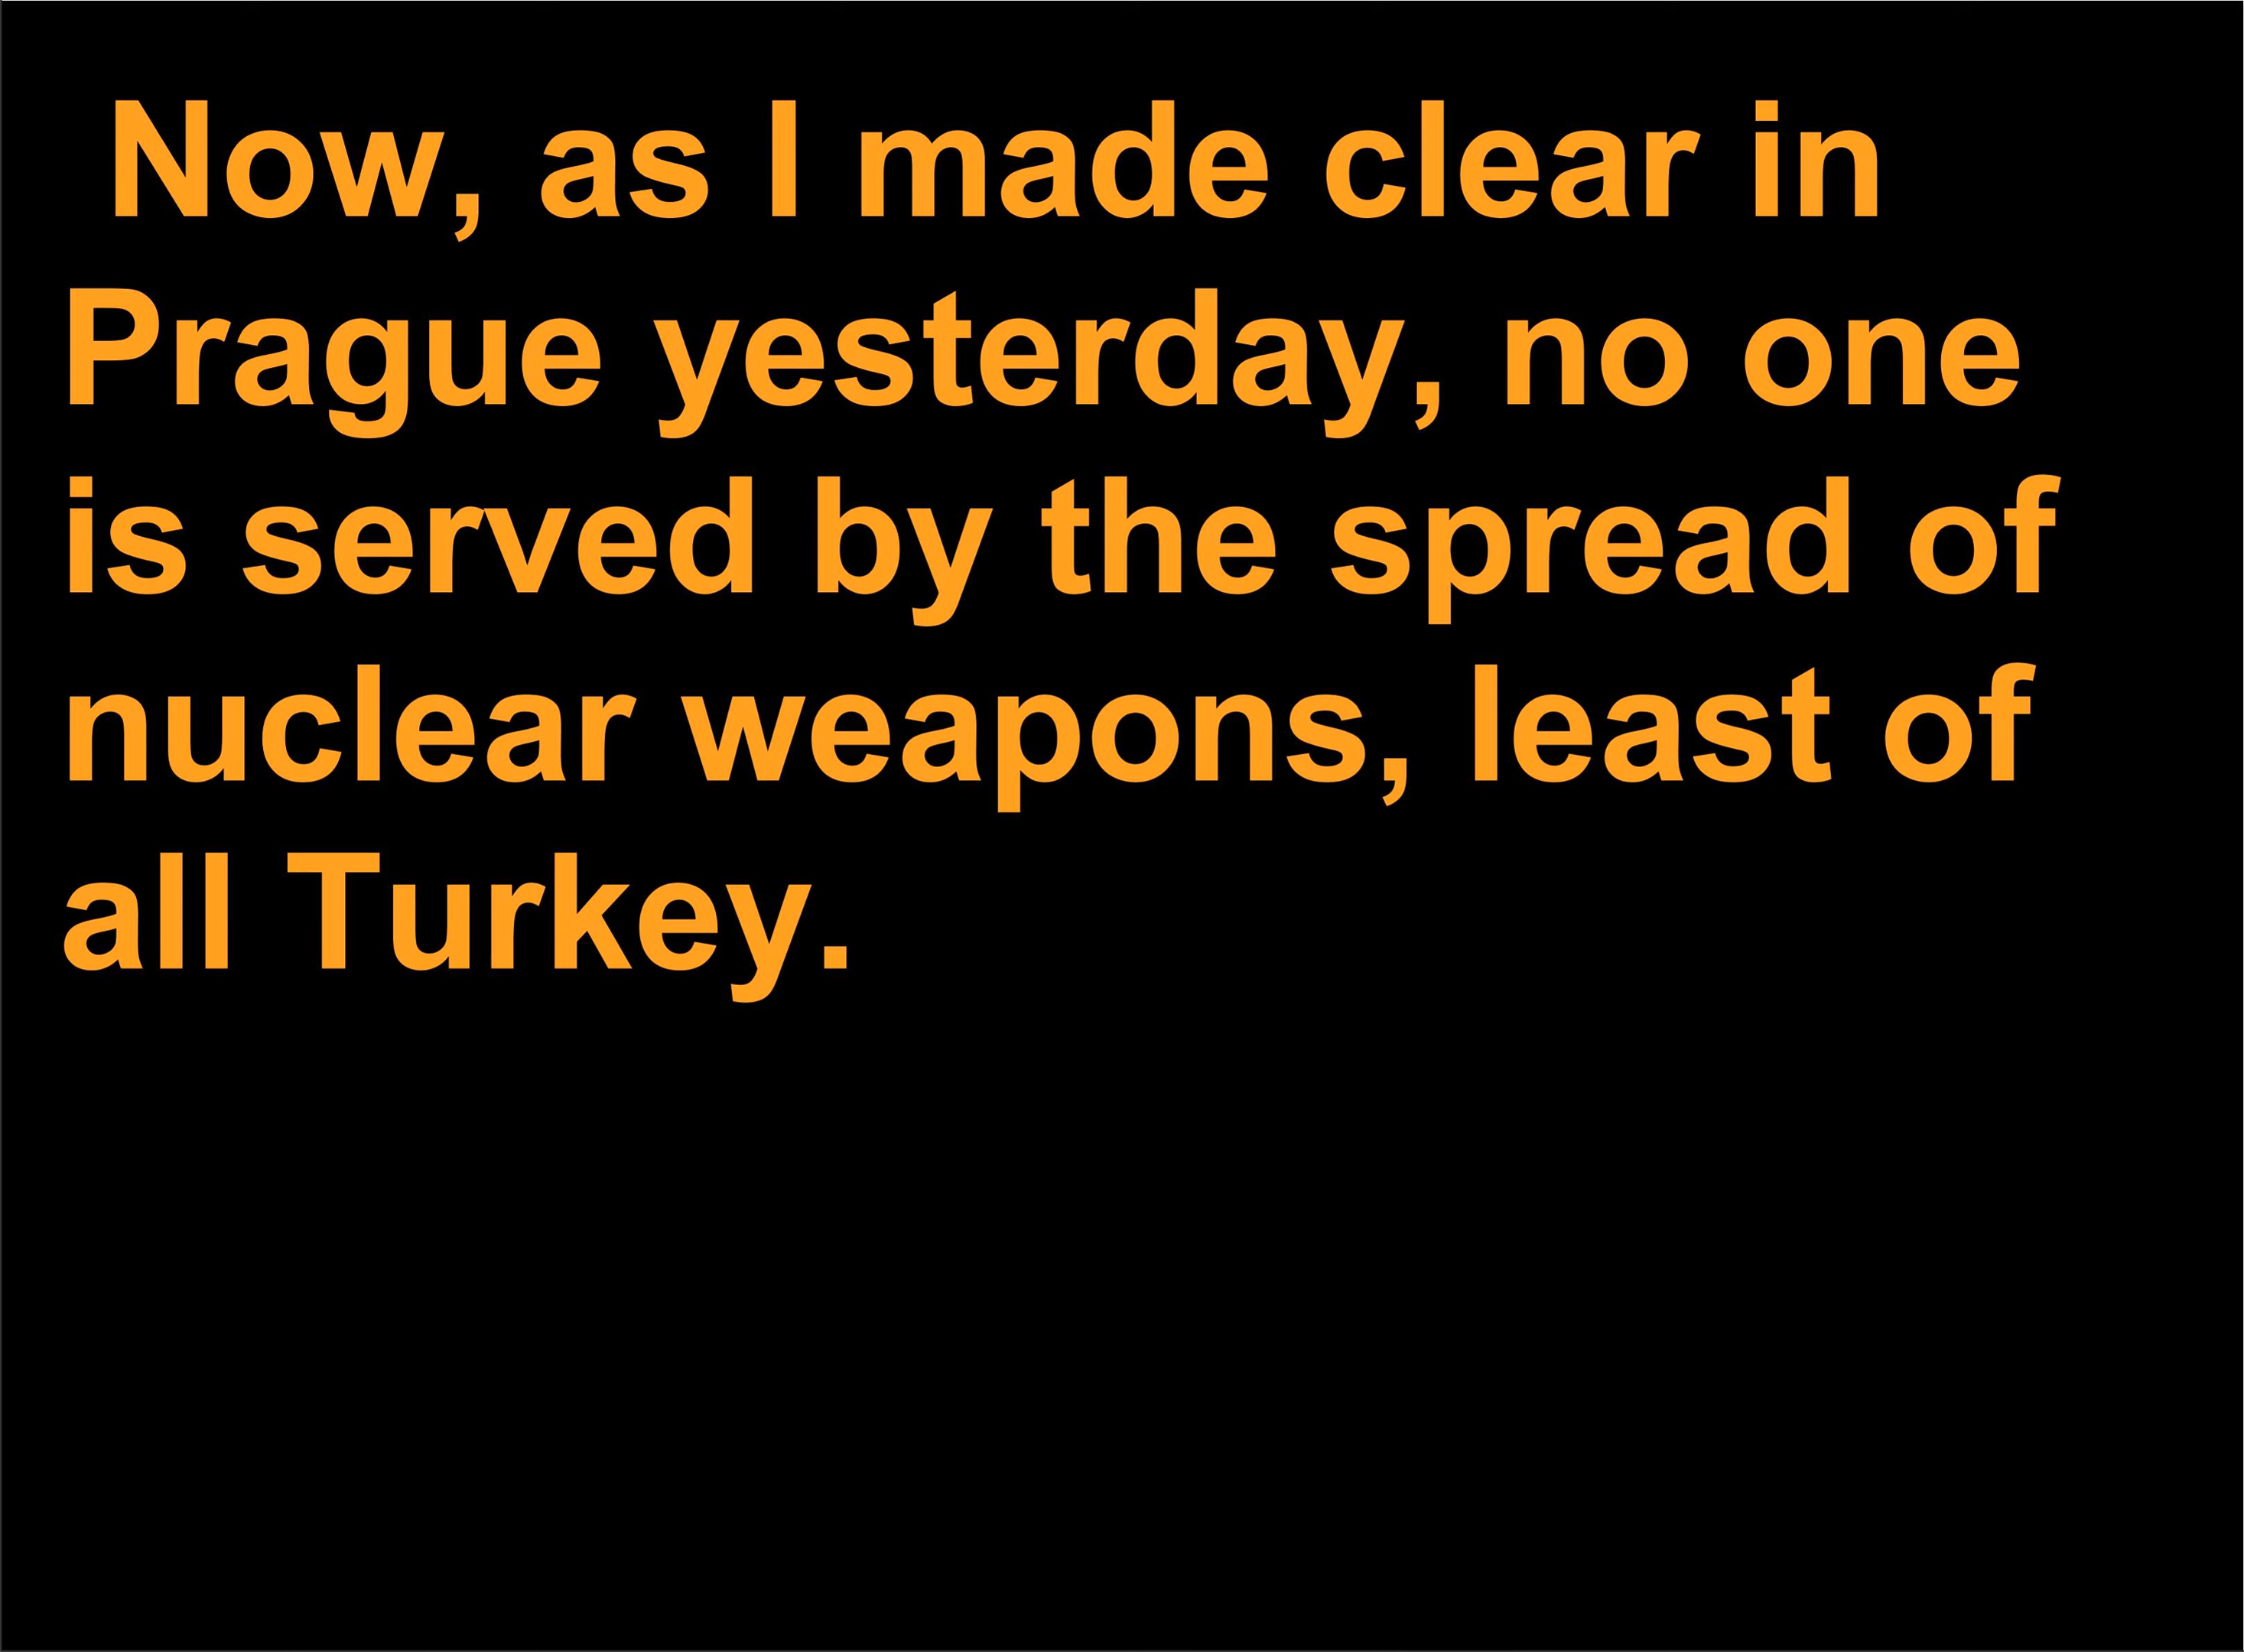 Now, as I made clear in
Prague yesterday, no one
is served by the spread of
nuclear weapons, least of
all Turkey.